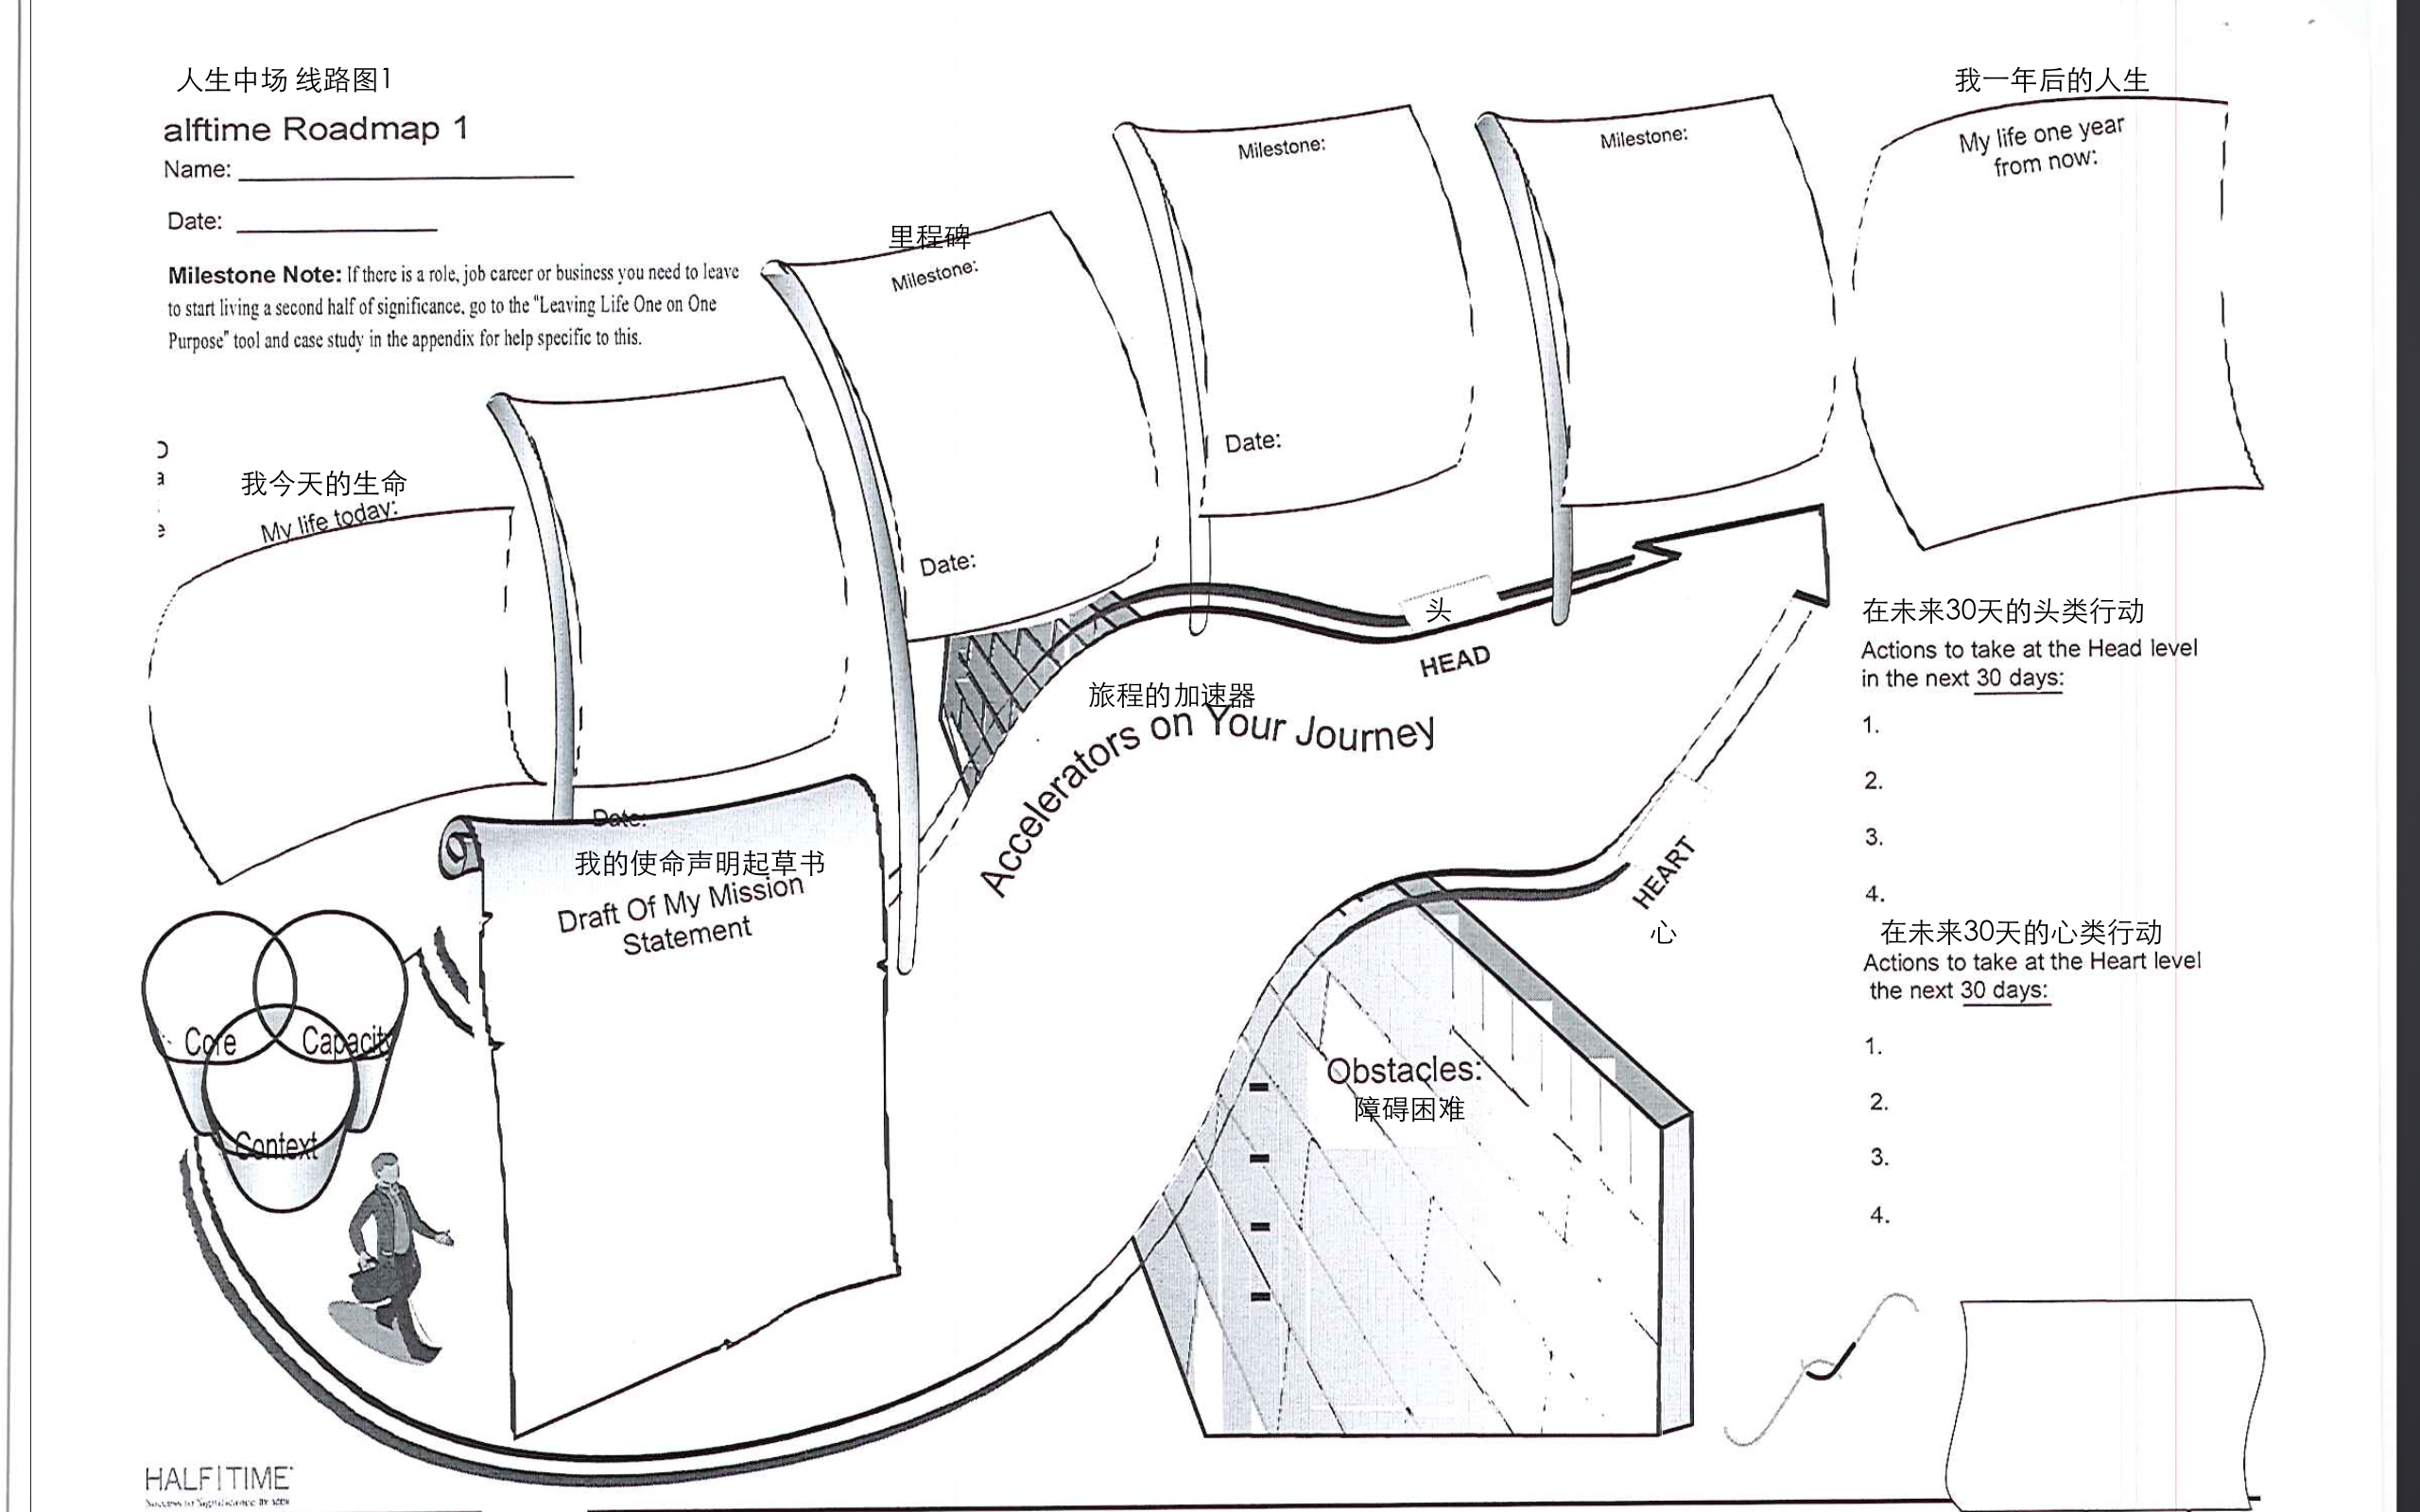 人生中场 线路图1
alftime Roadmap 1
Name:
Date:
Milestone Note: If there is a role, job career or business you need to leave
to start living a second half of significance, go to the "Leaving Life One on One
Purpose" tool and case study in the appendix for help specific to this.
我今天的生命
My life today:
Date:
里程碑
Milestone:
Date:
Milestone:
Date:
Milestone:
我一年后的人生
My life one year
from now:
头
HEAD
旅程的加速器
Accelerators on Your Journey
HEART
心
我的使命声明起草书
Draft Of My Mission
Statement
Core
Capacity
Context
Obstacles:
障碍困难
在未来30天的头类行动
Actions to take at the Head level
in the next 30 days:
1.
2.
3.
4.
在未来30天的心类行动
Actions to take at the Heart level
the next 30 days:
1.
2.
3.
4.
HALFTIME